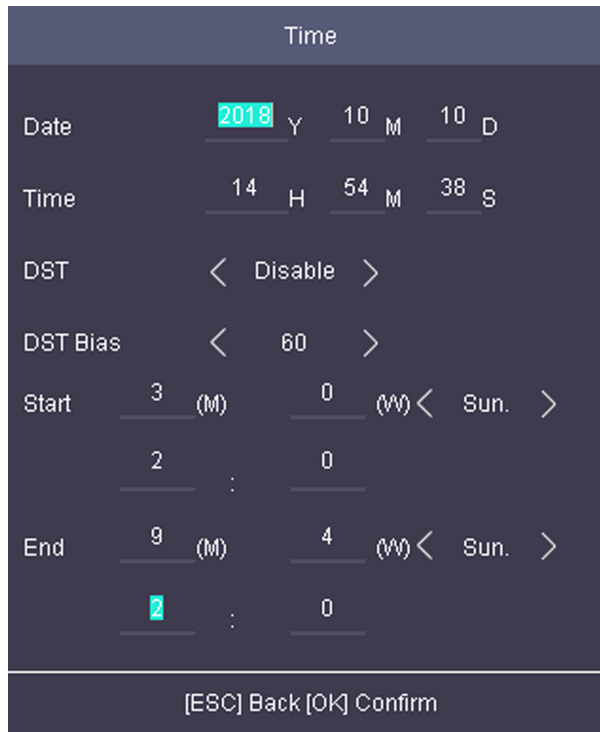 Time
Date 2018 Y 10 M 10 D
Time 14 H 54 M 38 S
DST < Disable >
DST Bias < 60 >
Start 3 (M) 0 (W) < Sun. >
2 : 0
End 9 (M) 4 (W) < Sun. >
2 : 0
[ESC] Back [OK] Confirm